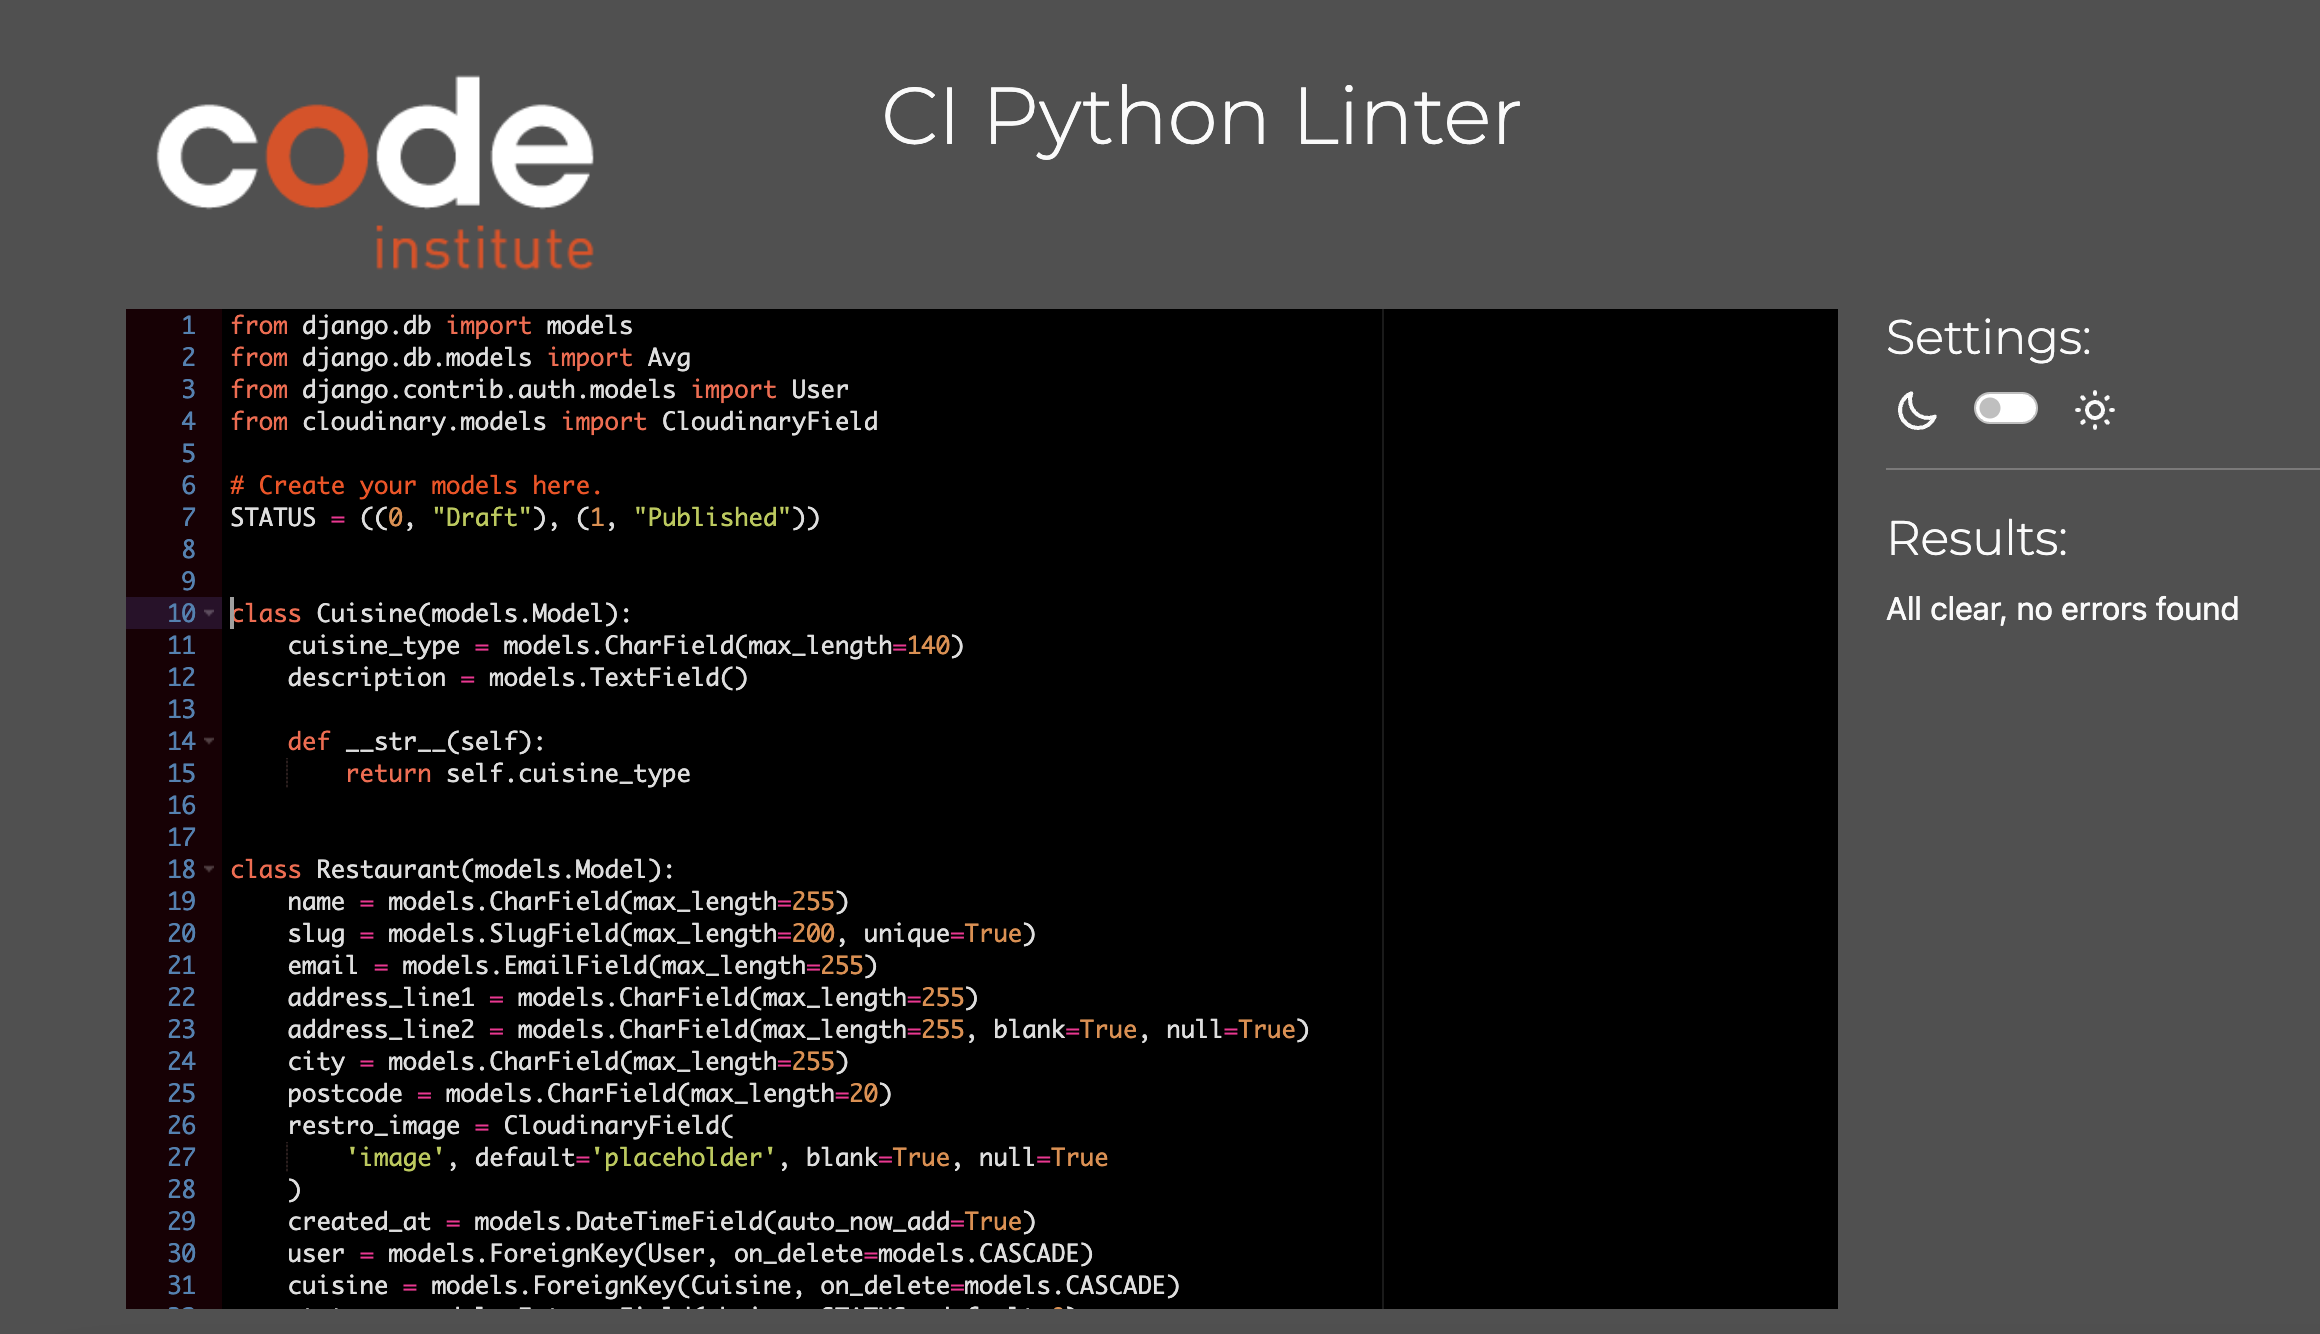 code
institute
CI Python Linter
1 from django.db import models
2 from django.db.models import Avg
3 from django.contrib.auth.models import User
4 from cloudinary.models import CloudinaryField
5
6 # Create your models here.
7 STATUS = ((0, "Draft"), (1, "Published"))
8
9
10 class Cuisine(models.Model):
11     cuisine_type = models.CharField(max_length=140)
12     description = models.TextField()
13
14     def __str__(self):
15         return self.cuisine_type
16
17
18 class Restaurant(models.Model):
19     name = models.CharField(max_length=255)
20     slug = models.SlugField(max_length=200, unique=True)
21     email = models.EmailField(max_length=255)
22     address_line1 = models.CharField(max_length=255)
23     address_line2 = models.CharField(max_length=255, blank=True, null=True)
24     city = models.CharField(max_length=255)
25     postcode = models.CharField(max_length=20)
26     restro_image = CloudinaryField(
27         'image', default='placeholder', blank=True, null=True
28     )
29     created_at = models.DateTimeField(auto_now_add=True)
30     user = models.ForeignKey(User, on_delete=models.CASCADE)
31     cuisine = models.ForeignKey(Cuisine, on_delete=models.CASCADE)
Settings:
Results:
All clear, no errors found